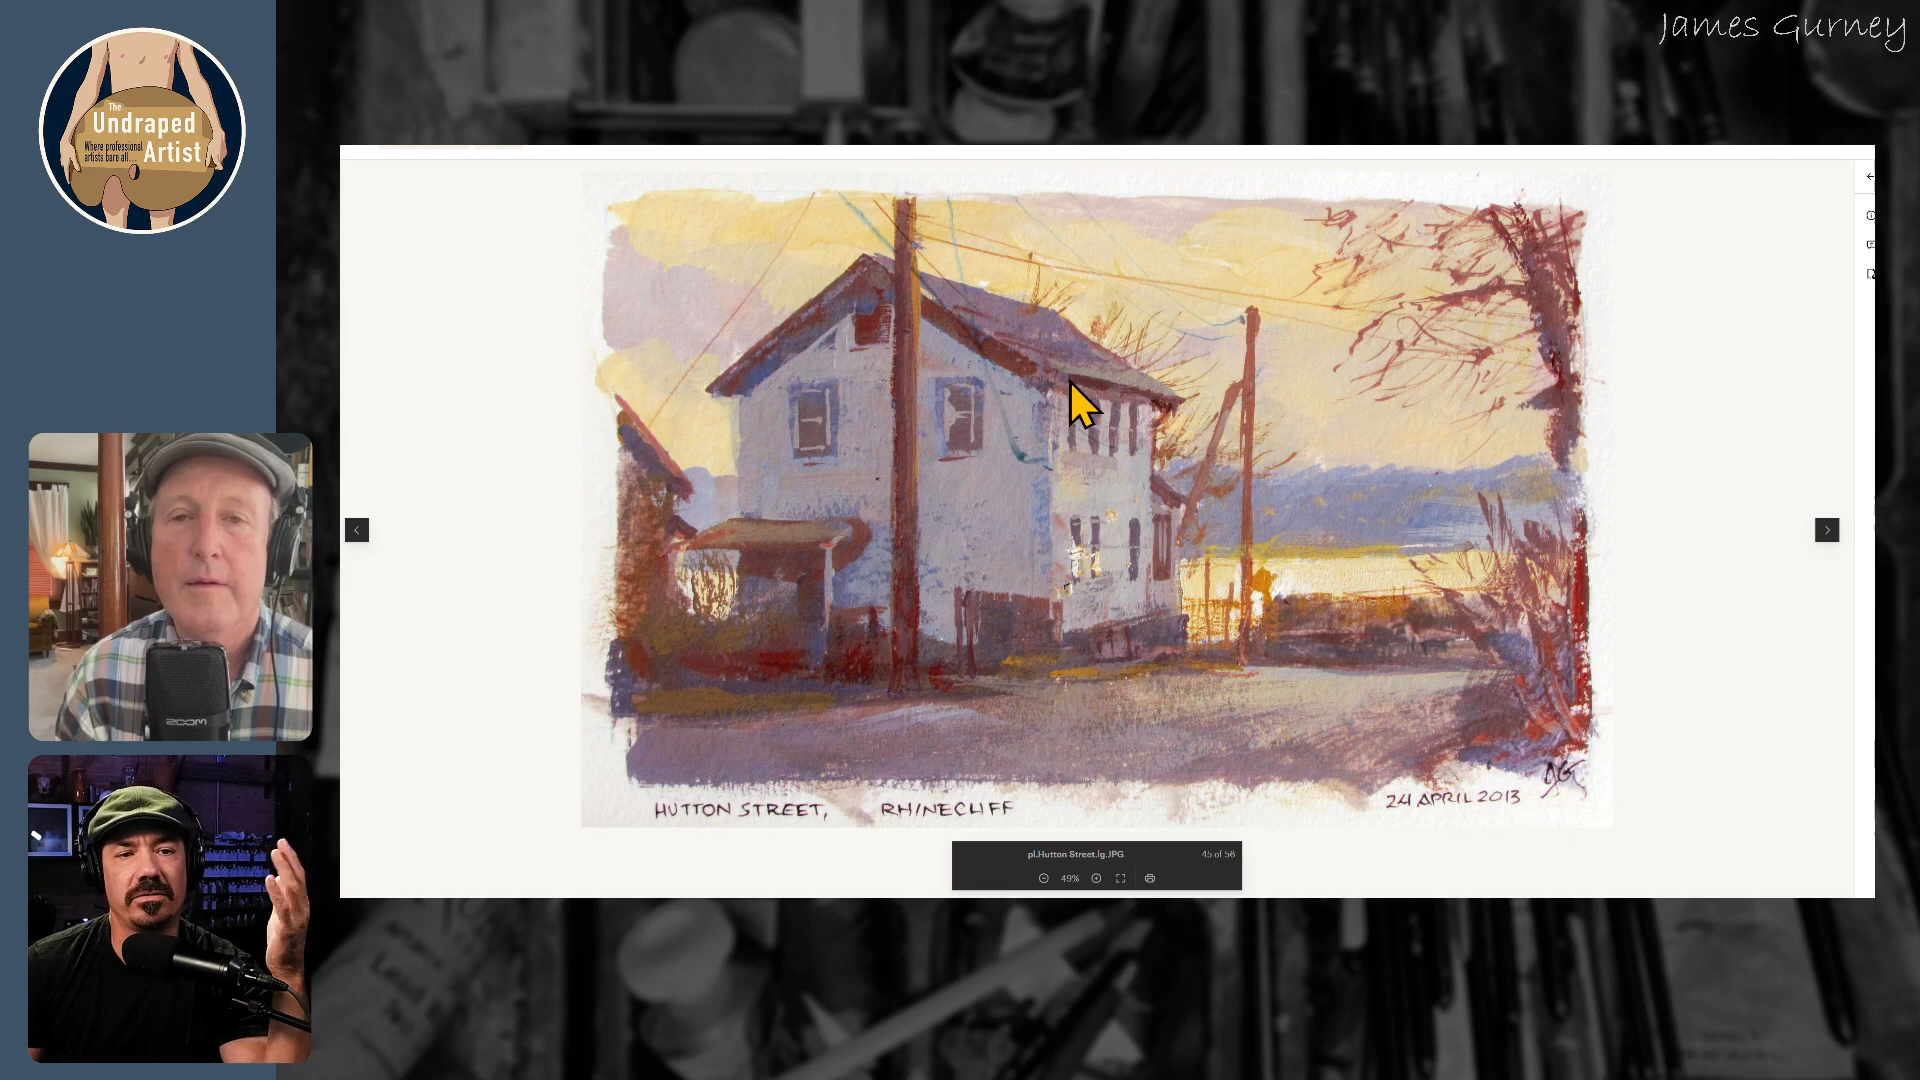 James Gurney
The
Undraped
Where professional
artists bare all...
Artist
HUTTON STREET, RHINECLIFF
24 APRIL 2013
JG
ZOOM
pl.Hutton Street.lg.JPG
45 of 56
49%